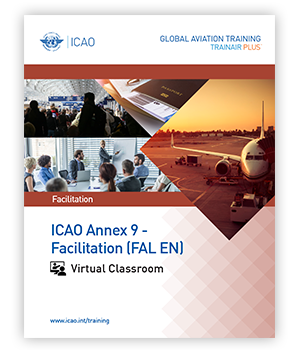 ICAO
GLOBAL AVIATION TRAINING
TRAINAIR PLUS
Facilitation
ICAO Annex 9 -
Facilitation (FAL EN)
Virtual Classroom
www.icao.int/training